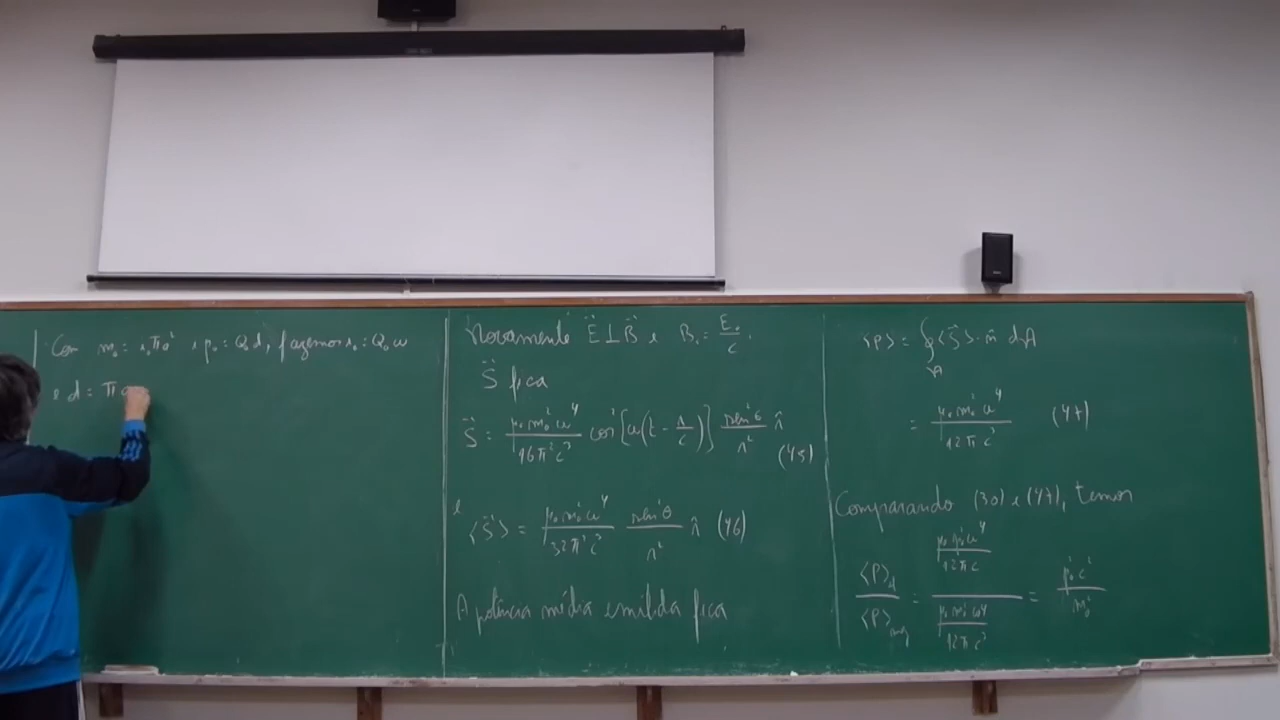 Com m₀ = i₀πa² e p₀ = Q₀d, fazemos i₀ = Q₀ω
e d = πa
Novamente E⃗ ⊥ B⃗ e B₀ = E₀/c.
S⃗ fica
S⃗ = μ₀m₀²ω⁴/16π²c³ cos²[ω(t - r/c)] sen²θ/r² r̂ (45)
e <S⃗> = μ₀m₀²ω⁴/32π²c³ sen²θ/r² r̂ (46)
A potência média emitida fica
<P> = ∮_A <S⃗>·n̂ dA
= μ₀m₀²ω⁴/12πc³ (47)
Comparando (30) e (47), temos
<P>d/<P>mg = (μ₀p₀²ω⁴/12πc)/(μ₀m₀²ω⁴/12πc³) = p₀²c²/m₀²